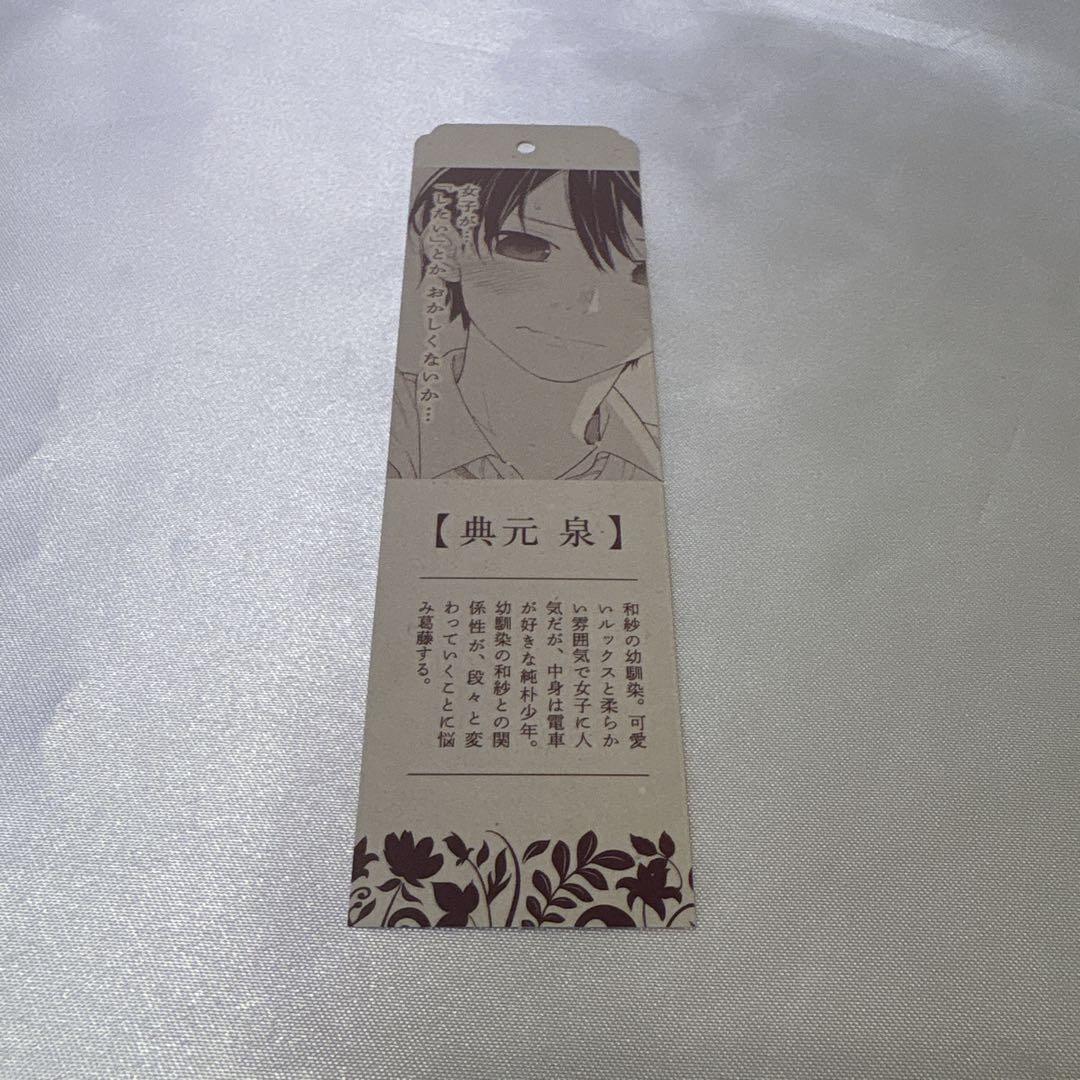 女子が…
「したい」とか おかしくないか…
【典元 泉】
和紗の幼馴染。可愛
いルックスと柔らか
い雰囲気で女子に人
気だが、中身は電車
が好きな純朴少年。
幼馴染の和紗との関
係性が、段々と変
わっていくことに悩
み葛藤する。